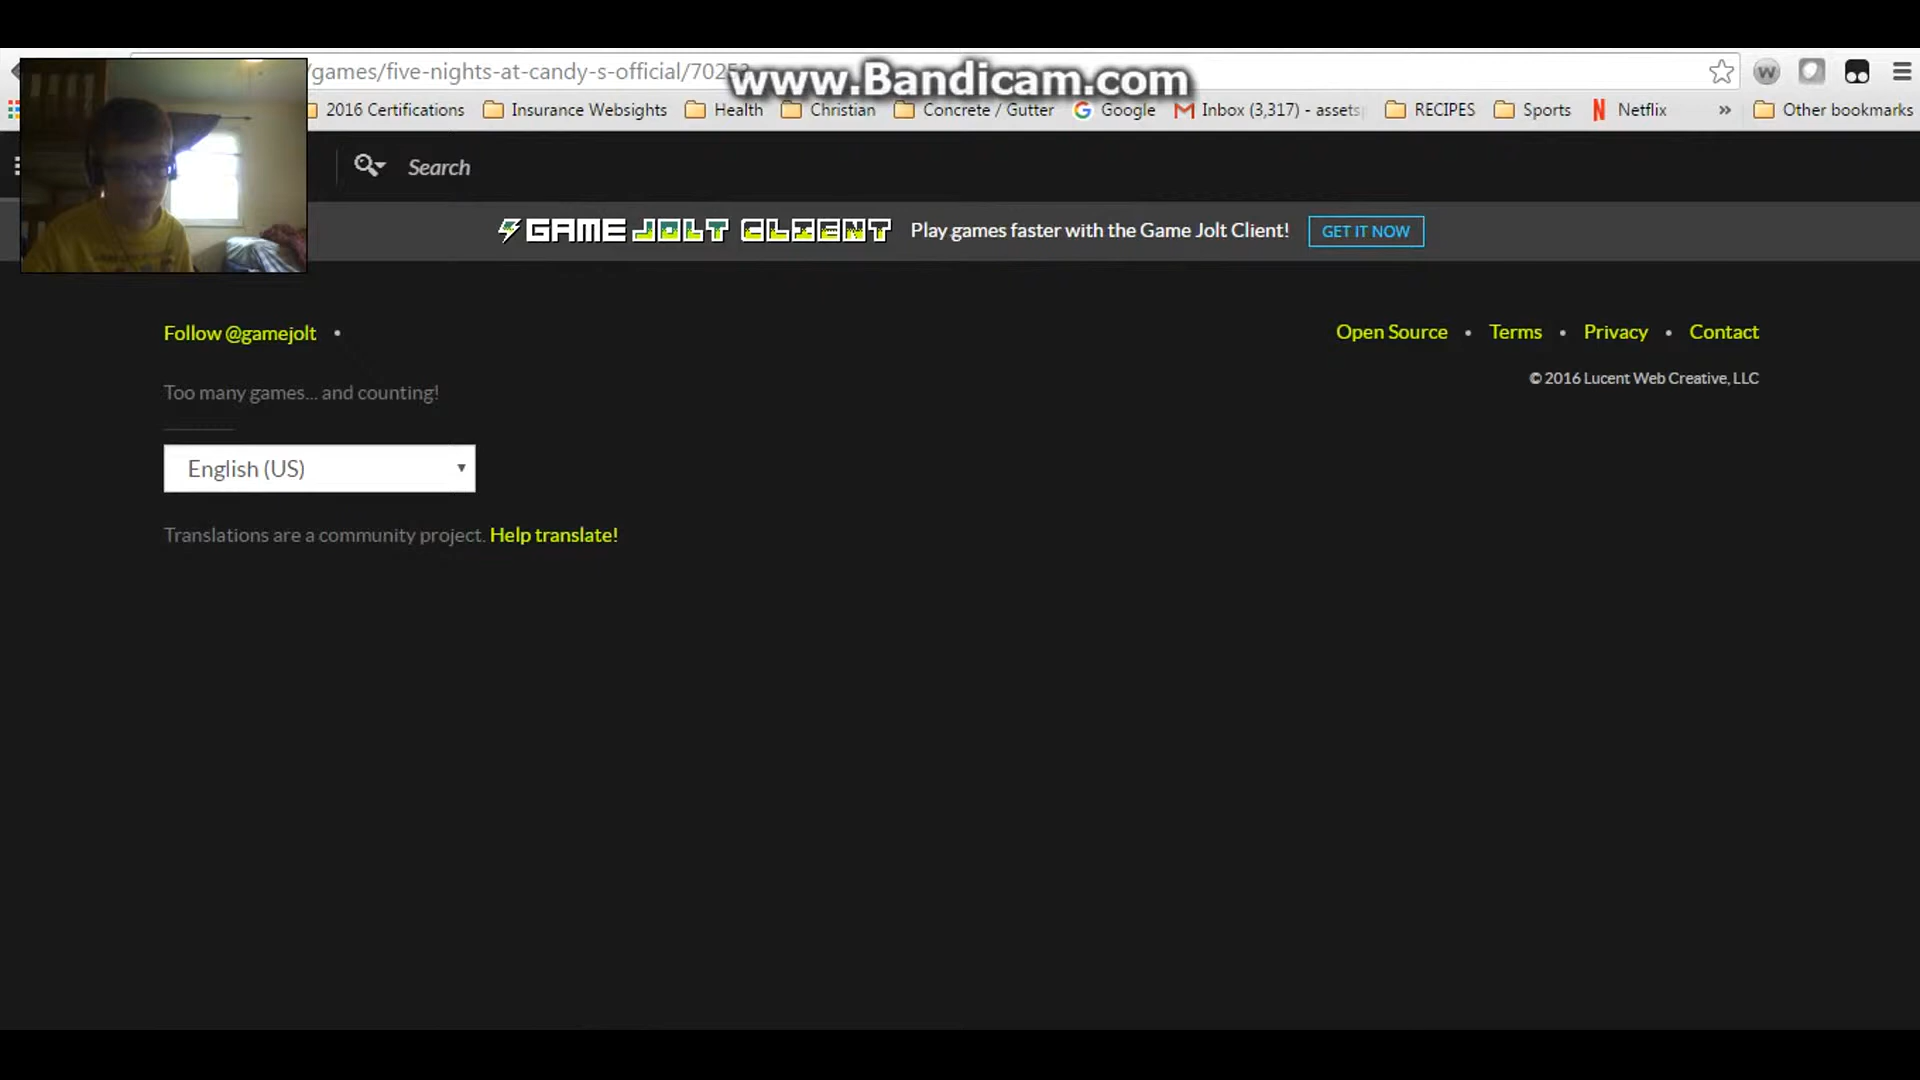 /games/five-nights-at-candy-s-official/7025
www.Bandicam.com
2016 Certifications Insurance Websights Health Christian Concrete / Gutter Google Inbox (3,317) - assets RECIPES Sports Netflix » Other bookmarks
Search
GAME JOLT CLIENT Play games faster with the Game Jolt Client! GET IT NOW
Follow @gamejolt •
Open Source • Terms • Privacy • Contact
Too many games... and counting!
© 2016 Lucent Web Creative, LLC
English (US)
Translations are a community project. Help translate!